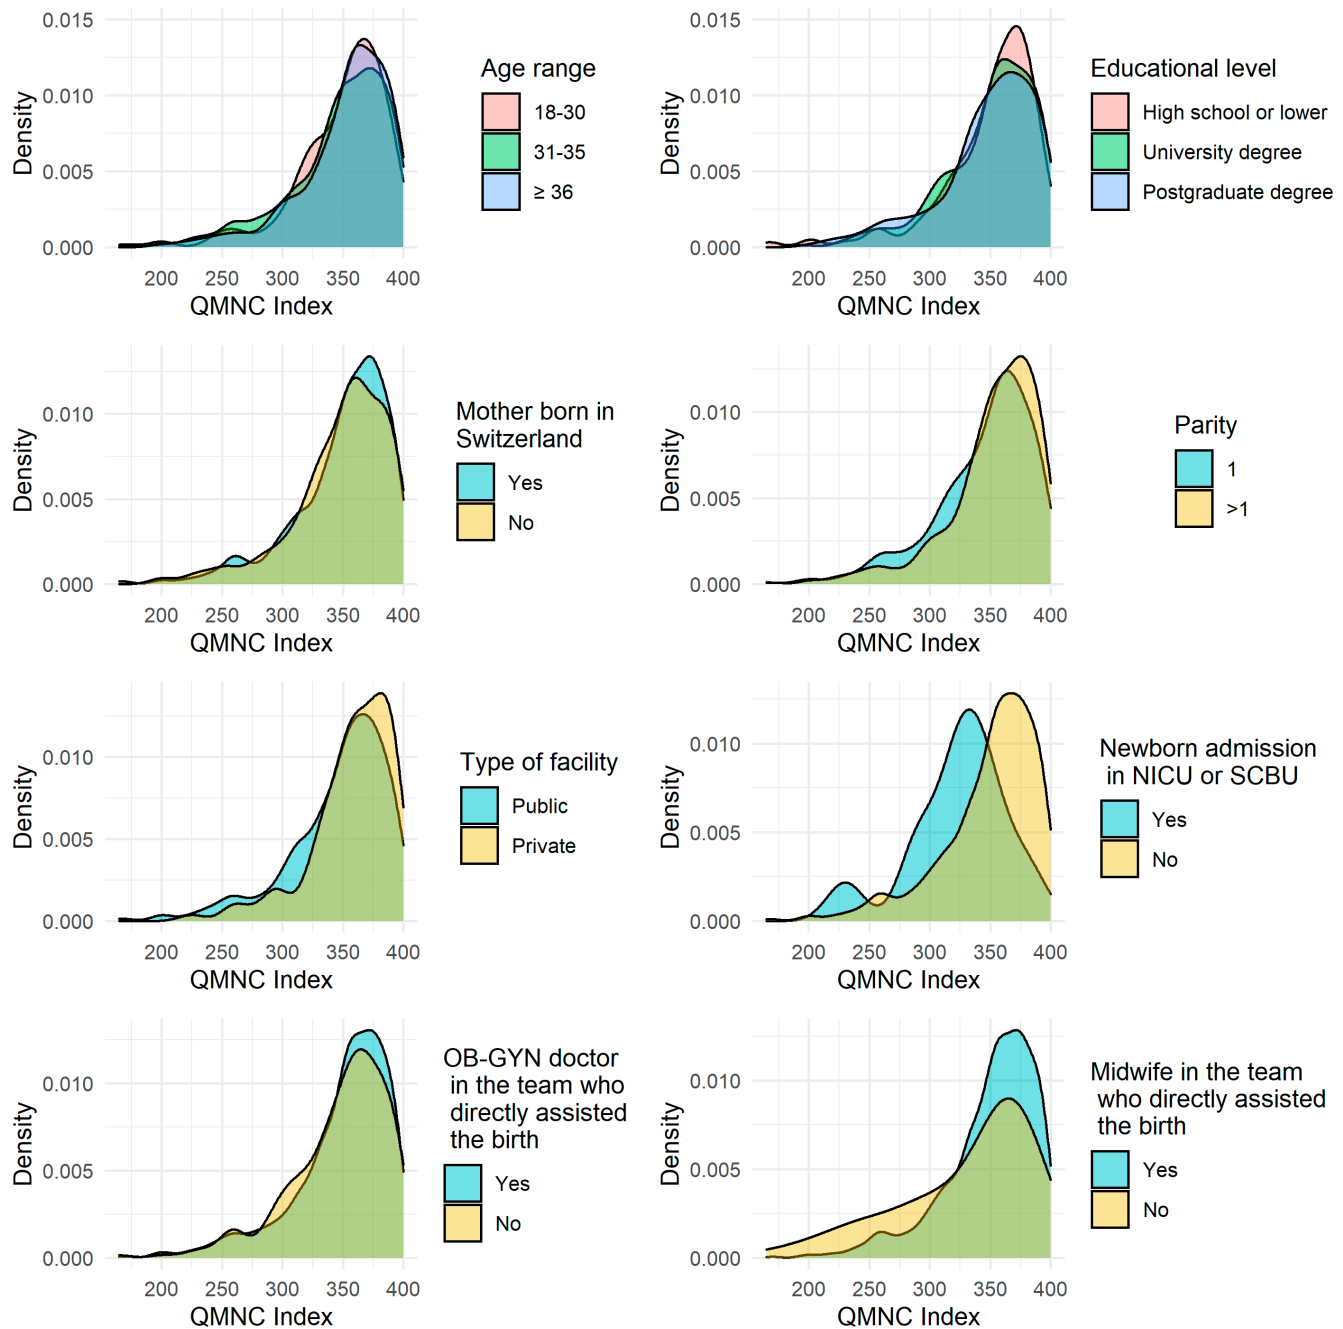 0.015
0.010
0.005
0.000
Density
200 250 300 350 400
QMNC Index
Age range
18-30
31-35
≥ 36
0.015
0.010
0.005
0.000
Density
200 250 300 350 400
QMNC Index
Educational level
High school or lower
University degree
Postgraduate degree
0.010
0.005
0.000
Density
200 250 300 350 400
QMNC Index
Mother born in
Switzerland
Yes
No
0.010
0.005
0.000
Density
200 250 300 350 400
QMNC Index
Parity
1
>1
0.010
0.005
0.000
Density
200 250 300 350 400
QMNC Index
Type of facility
Public
Private
0.010
0.005
0.000
Density
200 250 300 350 400
QMNC Index
Newborn admission
in NICU or SCBU
Yes
No
0.010
0.005
0.000
Density
200 250 300 350 400
QMNC Index
OB-GYN doctor
in the team who
directly assisted
the birth
Yes
No
0.010
0.005
0.000
Density
200 250 300 350 400
QMNC Index
Midwife in the team
who directly assisted
the birth
Yes
No